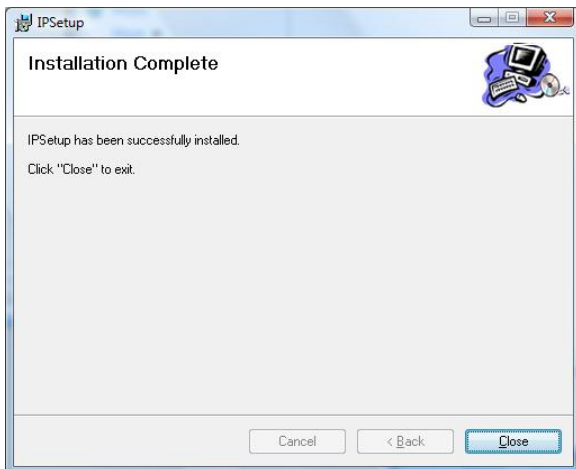 IPSetup
Installation Complete
IPSetup has been successfully installed.
Click "Close" to exit.
Cancel
< Back
Close